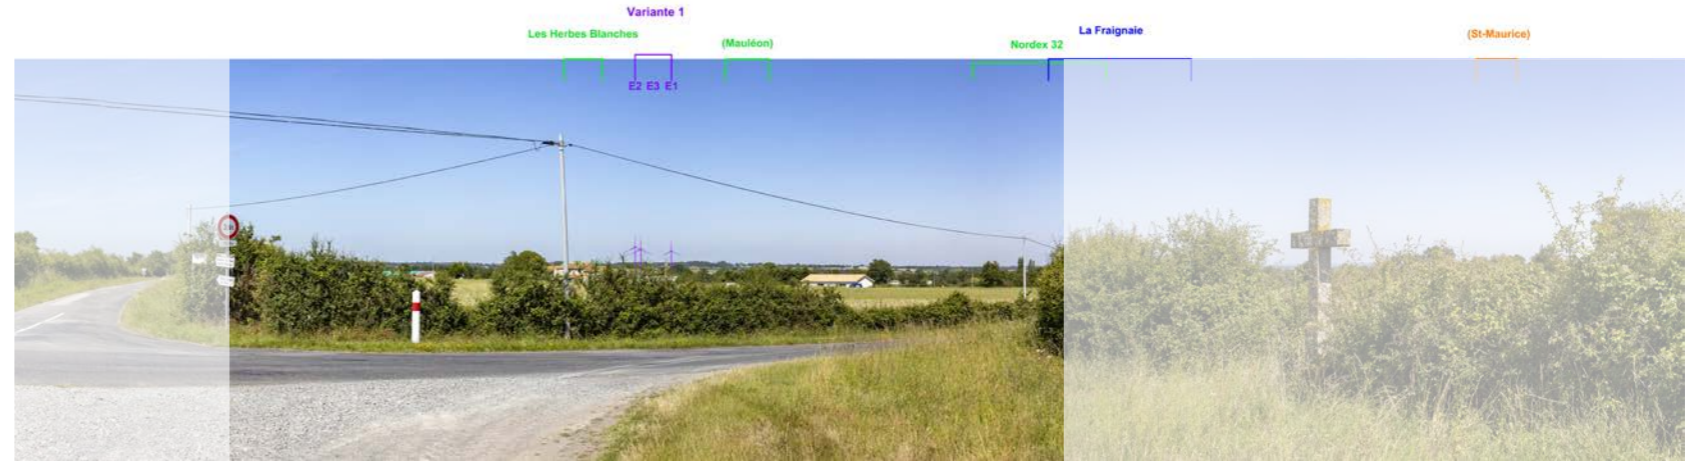 Variante 1
Les Herbes Blanches
(Mauléon)
Nordex 32
La Fraignaie
(St-Maurice)
E2 E3 E1